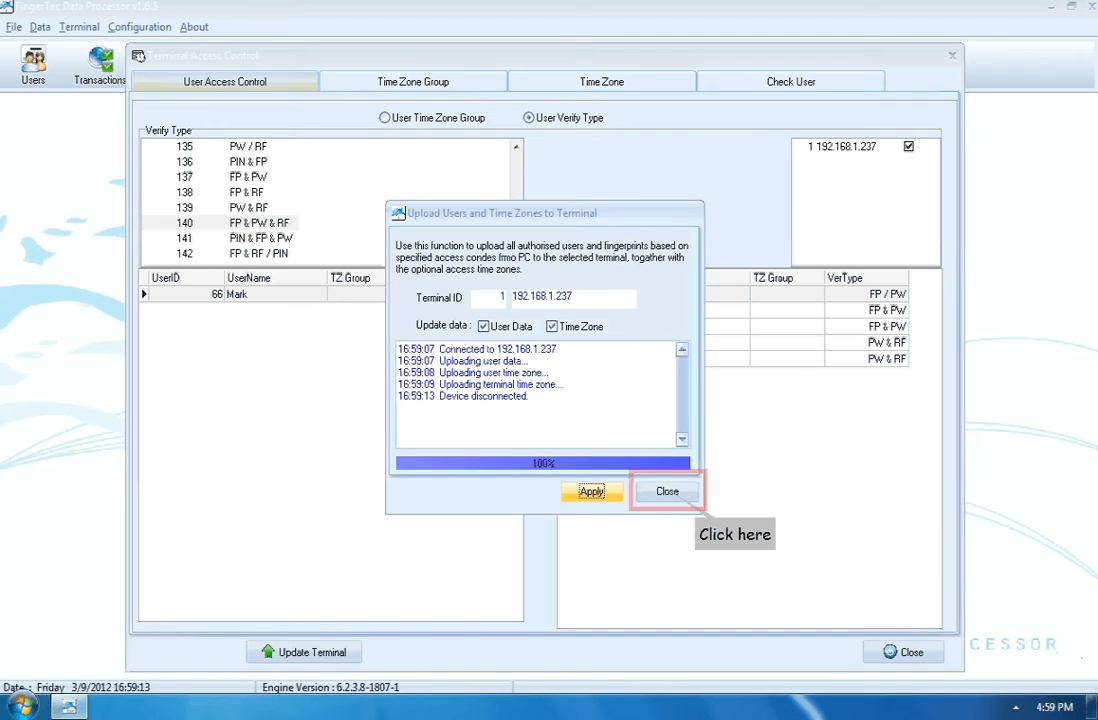 FingerTec Data Processor v1.6.5
File Data Terminal Configuration About
Users
Transactions
Terminal Access Control
User Access Control Time Zone Group Time Zone Check User
User Time Zone Group User Verify Type
Verify Type
135 PW / RF
136 PIN & FP
137 FP & PW
138 FP & RF
139 PW & RF
140 FP & PW & RF
141 PIN & FP & PW
142 FP & RF / PIN
1 192.168.1.237
UserID UserName TZ Group
66 Mark
TZ Group VerType
FP / PW
FP & PW
FP & PW
PW & RF
PW & RF
Upload Users and Time Zones to Terminal
Use this function to upload all authorised users and fingerprints based on
specified access condes frmo PC to the selected terminal, togather with
the optional access time zones.
Terminal ID 1 192.168.1.237
Update data : User Data Time Zone
16:59:07 Connected to 192.168.1.237
16:59:07 Uploading user data...
16:59:08 Uploading user time zone...
16:59:09 Uploading terminal time zone...
16:59:13 Device disconnected.
100%
Apply Close
Click here
Update Terminal Close
CESSOR
Date : Friday 3/9/2012 16:59:13 Engine Version : 6.2.3.8-1807-1
4:59 PM